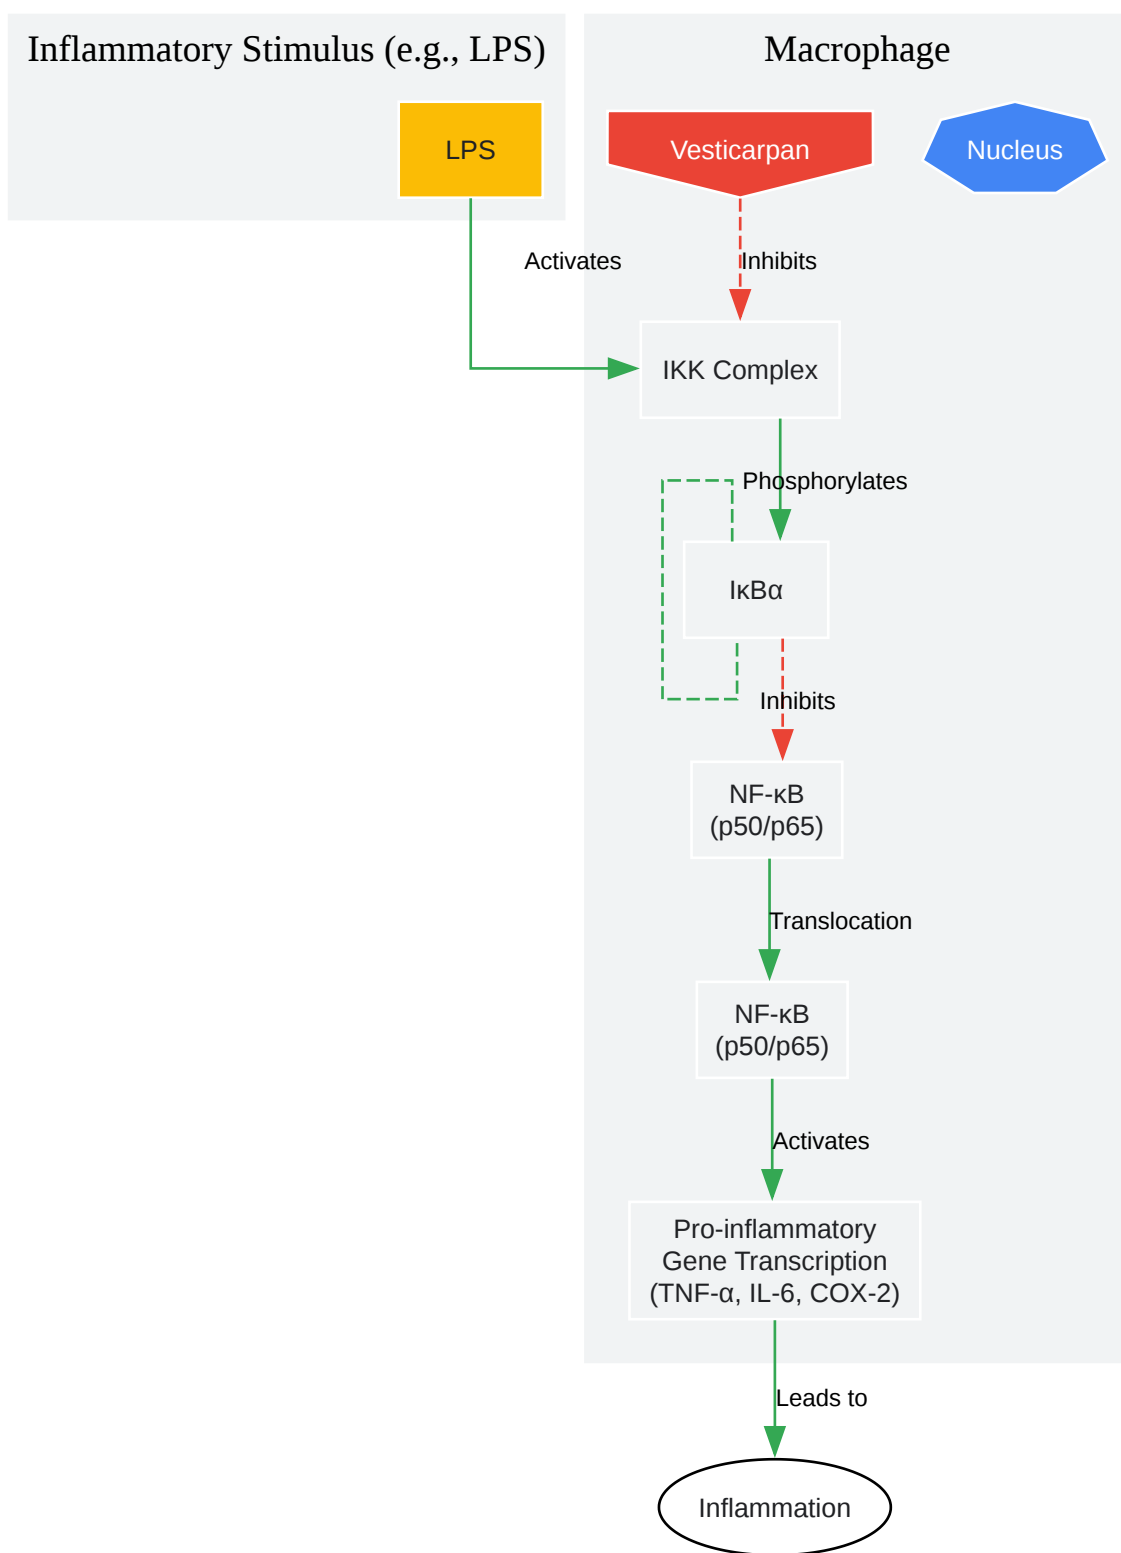 Inflammatory Stimulus (e.g., LPS)
Macrophage
LPS
Vesticarpan
Nucleus
Activates
Inhibits
IKK Complex
Phosphorylates
IκBα
Inhibits
NF-κB
(p50/p65)
Translocation
NF-κB
(p50/p65)
Activates
Pro-inflammatory
Gene Transcription
(TNF-α, IL-6, COX-2)
Leads to
Inflammation